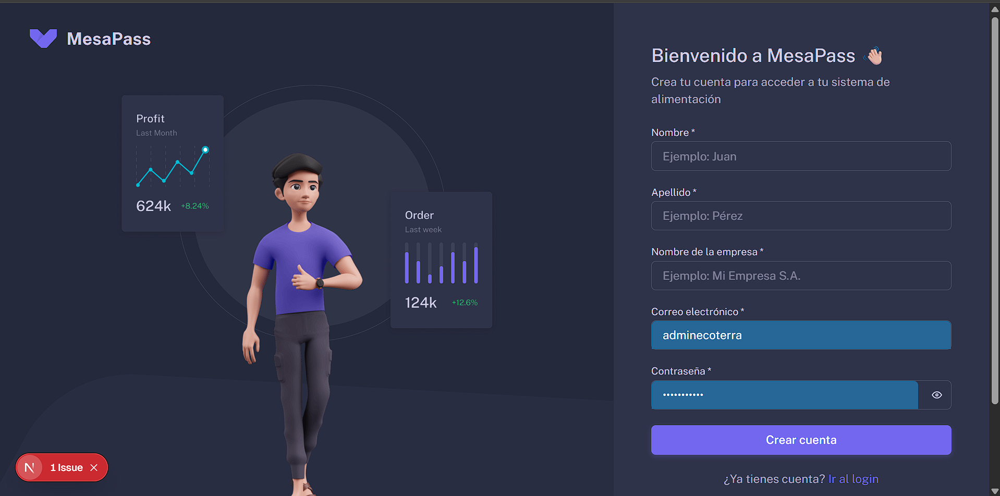 MesaPass
Profit
Last Month
624k +8.24%
Order
Last week
124k +12.6%
N 1 Issue
Bienvenido a MesaPass
Crea tu cuenta para acceder a tu sistema de
alimentación
Nombre *
Ejemplo: Juan
Apellido *
Ejemplo: Pérez
Nombre de la empresa *
Ejemplo: Mi Empresa S.A.
Correo electrónico *
adminecoterra
Contraseña *
•••••••••••
Crear cuenta
¿Ya tienes cuenta? Ir al login